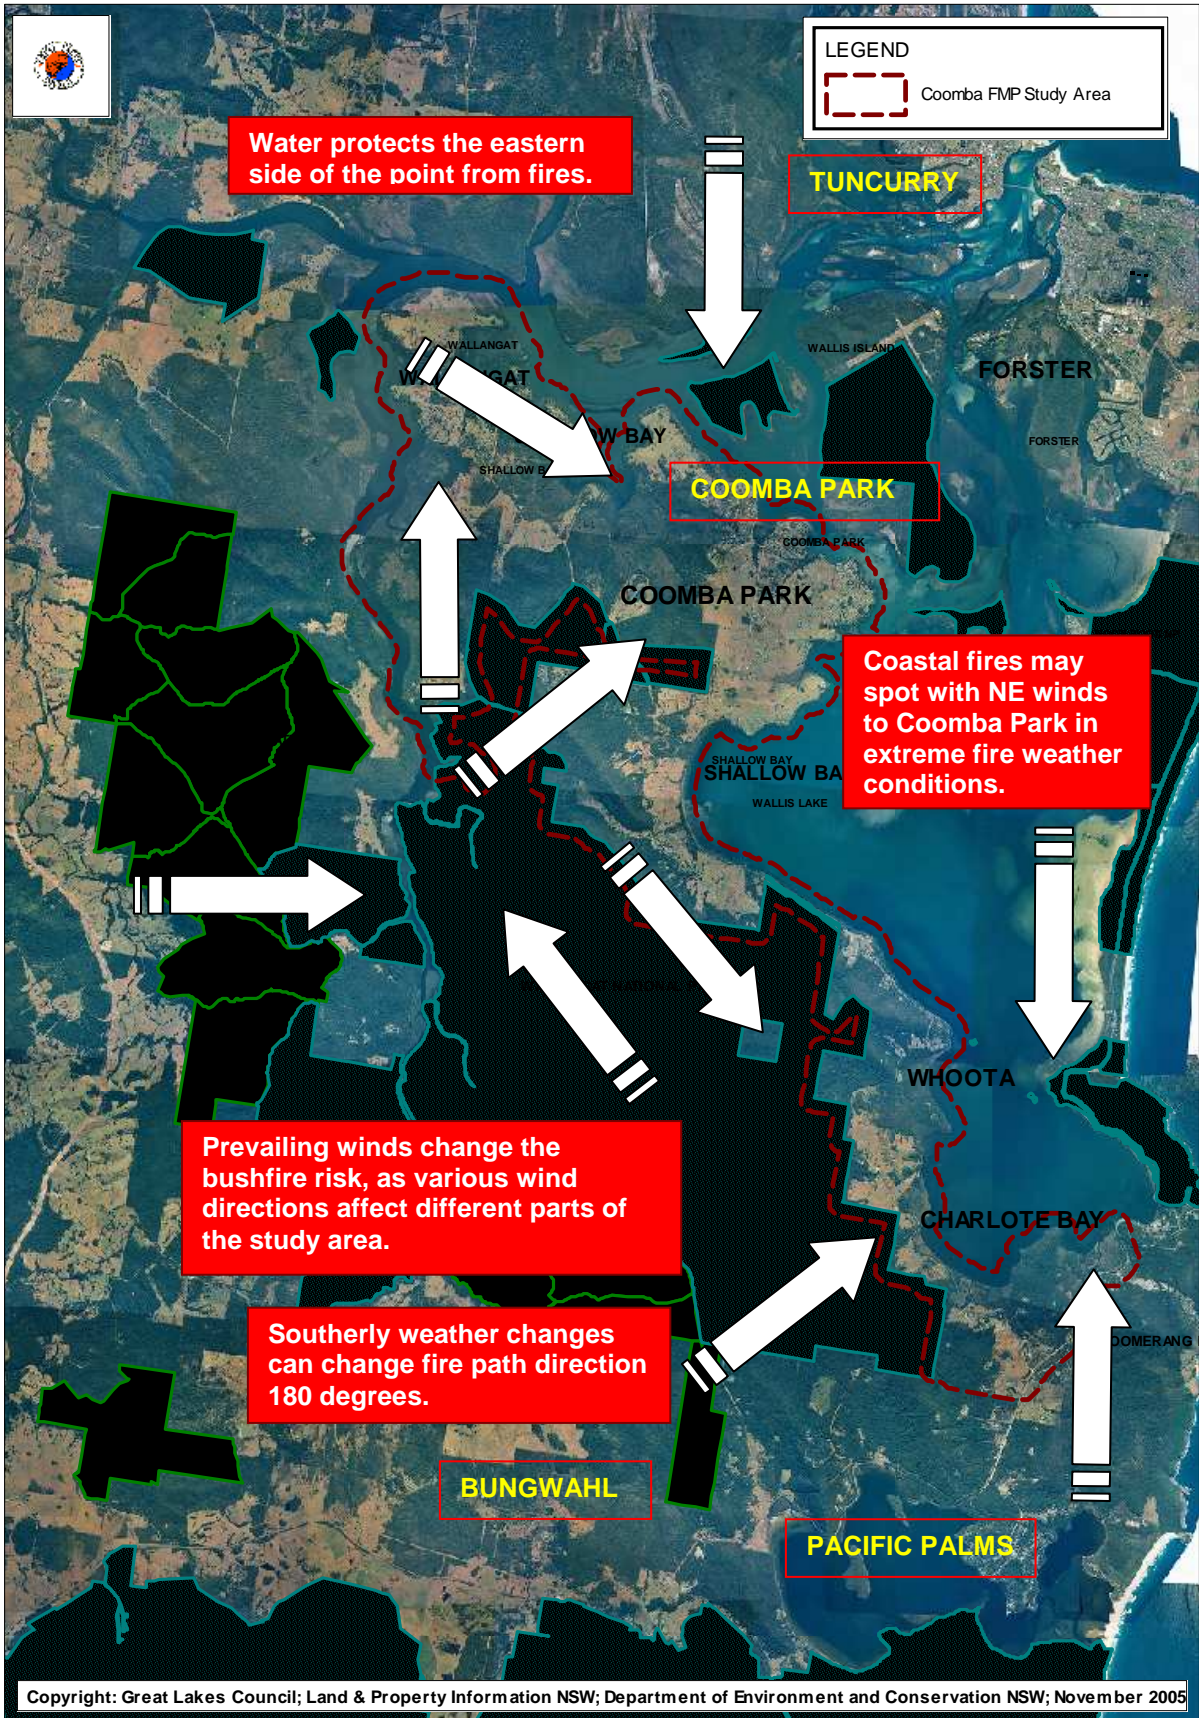 LEGEND
Coomba FMP Study Area
Water protects the eastern
side of the point from fires.
TUNCURRY
WALLANGAT
WALLIS ISLAND
FORSTER
FORSTER
SHALLOW
COOMBA PARK
COOMBA PARK
COOMBA PARK
Coastal fires may
spot with NE winds
to Coomba Park in
extreme fire weather
conditions.
SHALLOW BAY
SHALLOW BA
WALLIS LAKE
NATIONAL
WHOOTA
Prevailing winds change the
bushfire risk, as various wind
directions affect different parts of
the study area.
CHARLOTE BAY
Southerly weather changes
can change fire path direction
180 degrees.
OOMERANG
BUNGWAHL
PACIFIC PALMS
Copyright: Great Lakes Council; Land & Property Information NSW; Department of Environment and Conservation NSW; November 2005